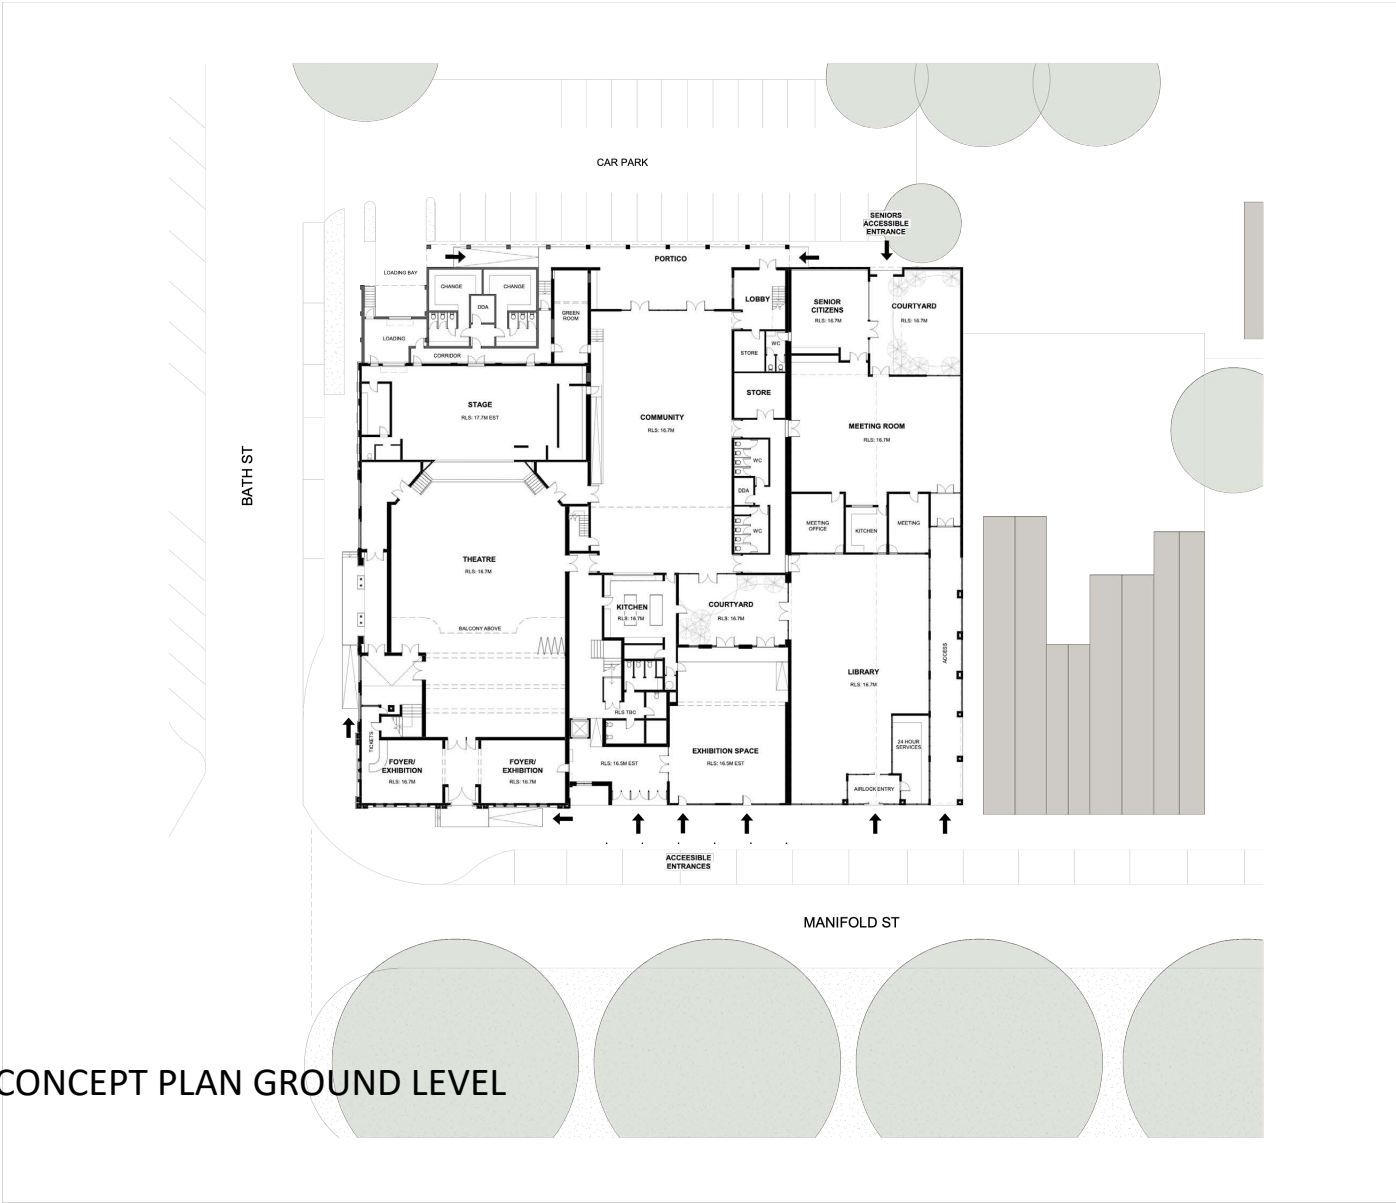 CAR PARK
SENIORS
ACCESSIBLE
ENTRANCE
PORTICO
LOADING BAY
CHANGE
CHANGE
DDA
GREEN
ROOM
LOADING
CORRIDOR
LOBBY
STORE
WC
STORE
SENIOR
CITIZENS
RLS: 16.7M
COURTYARD
RLS: 16.7M
STAGE
RLS: 17.7M EST
COMMUNITY
RLS: 16.7M
MEETING ROOM
RLS: 16.7M
WC
DDA
WC
MEETING
OFFICE
KITCHEN
MEETING
BATH ST
THEATRE
RLS: 16.7M
BALCONY ABOVE
KITCHEN
RLS: 16.7M
COURTYARD
RLS: 16.7M
LIBRARY
RLS: 16.7M
ACCESS
RLS TBC
TICKETS
FOYER/
EXHIBITION
RLS: 16.7M
FOYER/
EXHIBITION
RLS: 16.7M
RLS: 16.5M EST
EXHIBITION SPACE
RLS: 16.5M EST
24 HOUR
SERVICES
AIRLOCK ENTRY
ACCEESIBLE
ENTRANCES
MANIFOLD ST
CONCEPT PLAN GROUND LEVEL